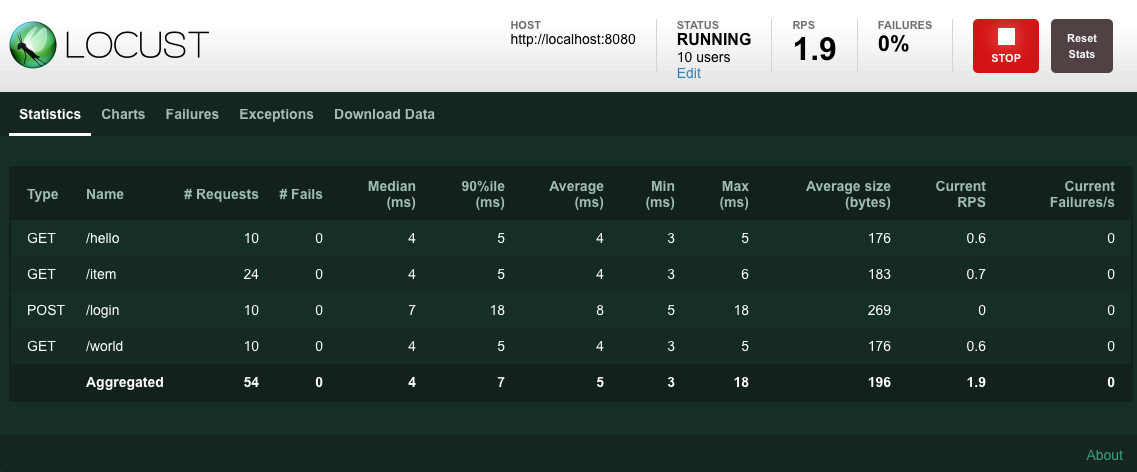 LOCUST
HOST
http://localhost:8080
STATUS
RUNNING
10 users
Edit
RPS
1.9
FAILURES
0%
STOP
Reset
Stats
Statistics Charts Failures Exceptions Download Data
Type Name # Requests # Fails Median (ms) 90%ile (ms) Average (ms) Min (ms) Max (ms) Average size (bytes) Current RPS Current Failures/s
GET /hello 10 0 4 5 4 3 5 176 0.6 0
GET /item 24 0 4 5 4 3 6 183 0.7 0
POST /login 10 0 7 18 8 5 18 269 0 0
GET /world 10 0 4 5 4 3 5 176 0.6 0
Aggregated 54 0 4 7 5 3 18 196 1.9 0
About